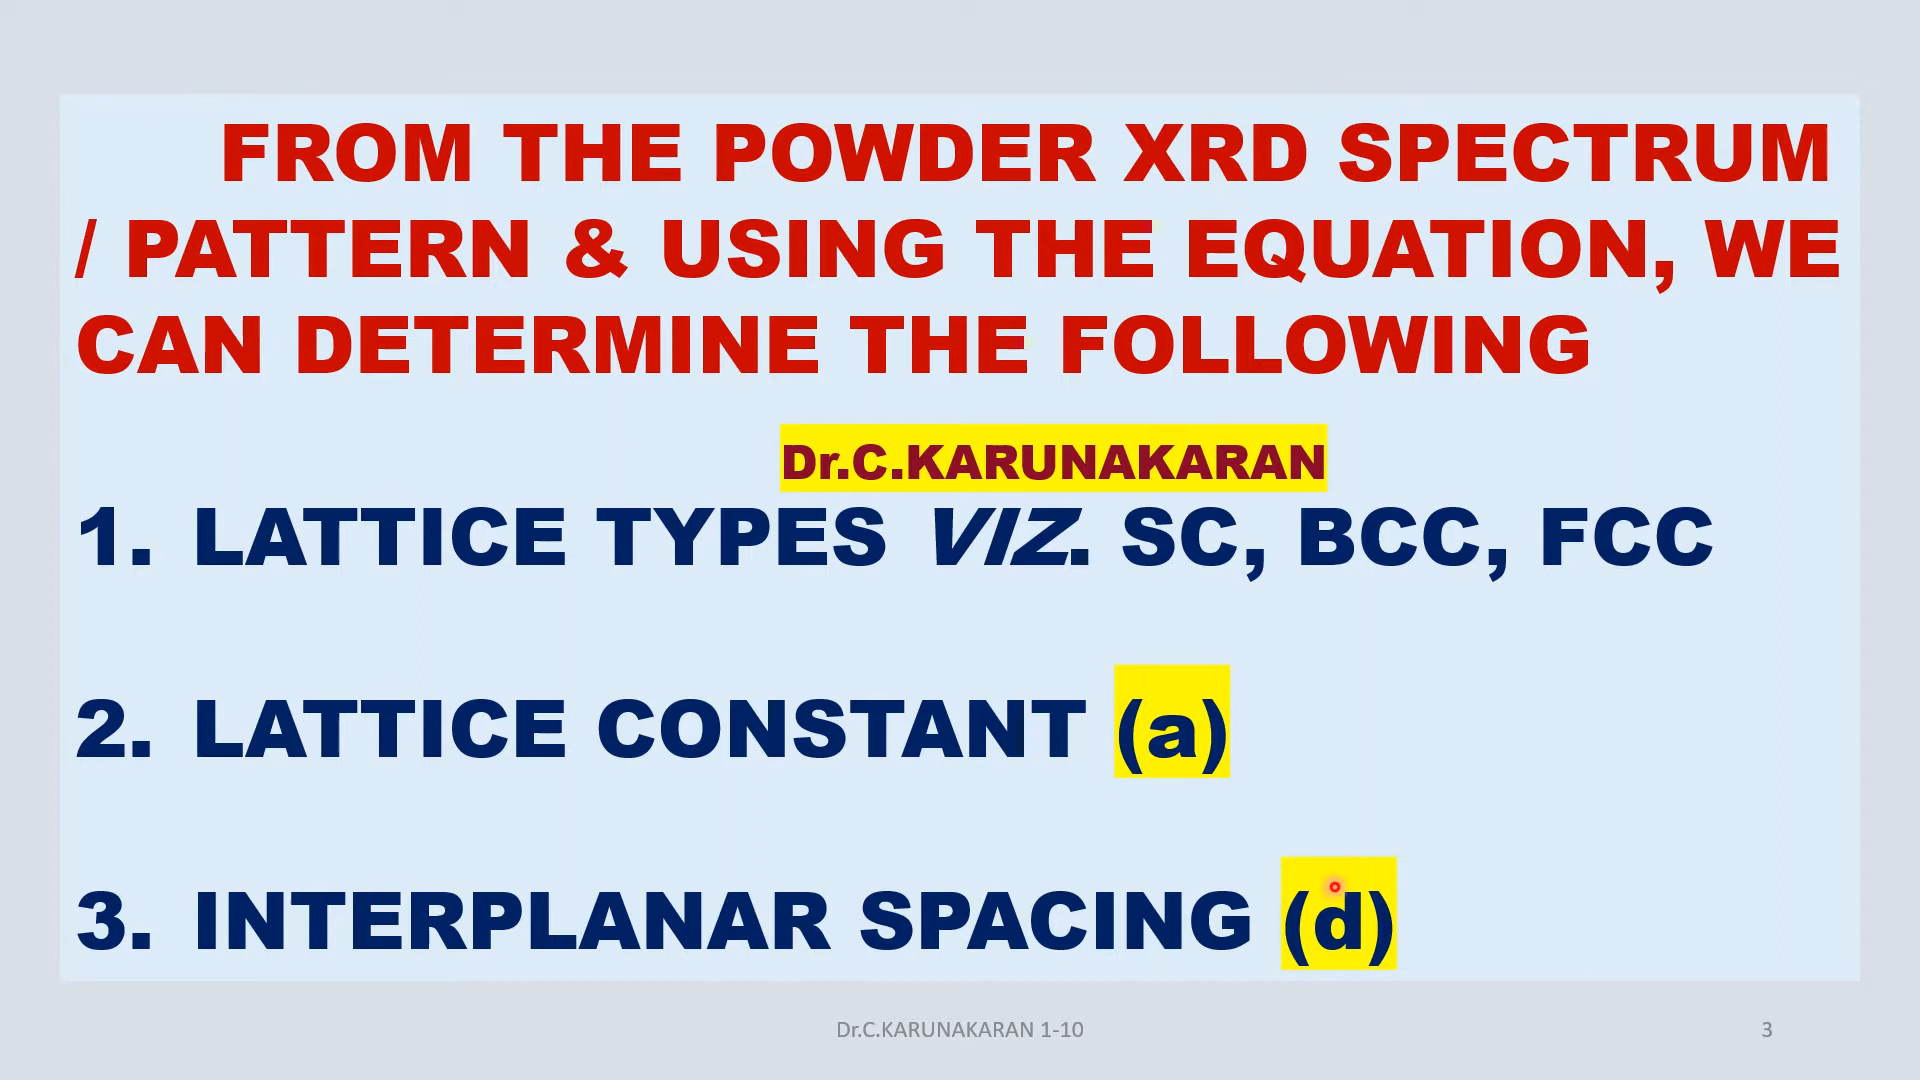 FROM THE POWDER XRD SPECTRUM
/ PATTERN & USING THE EQUATION, WE
CAN DETERMINE THE FOLLOWING
Dr.C.KARUNAKARAN
1. LATTICE TYPES VIZ. SC, BCC, FCC
2. LATTICE CONSTANT (a)
3. INTERPLANAR SPACING (d)
Dr.C.KARUNAKARAN 1-10
3